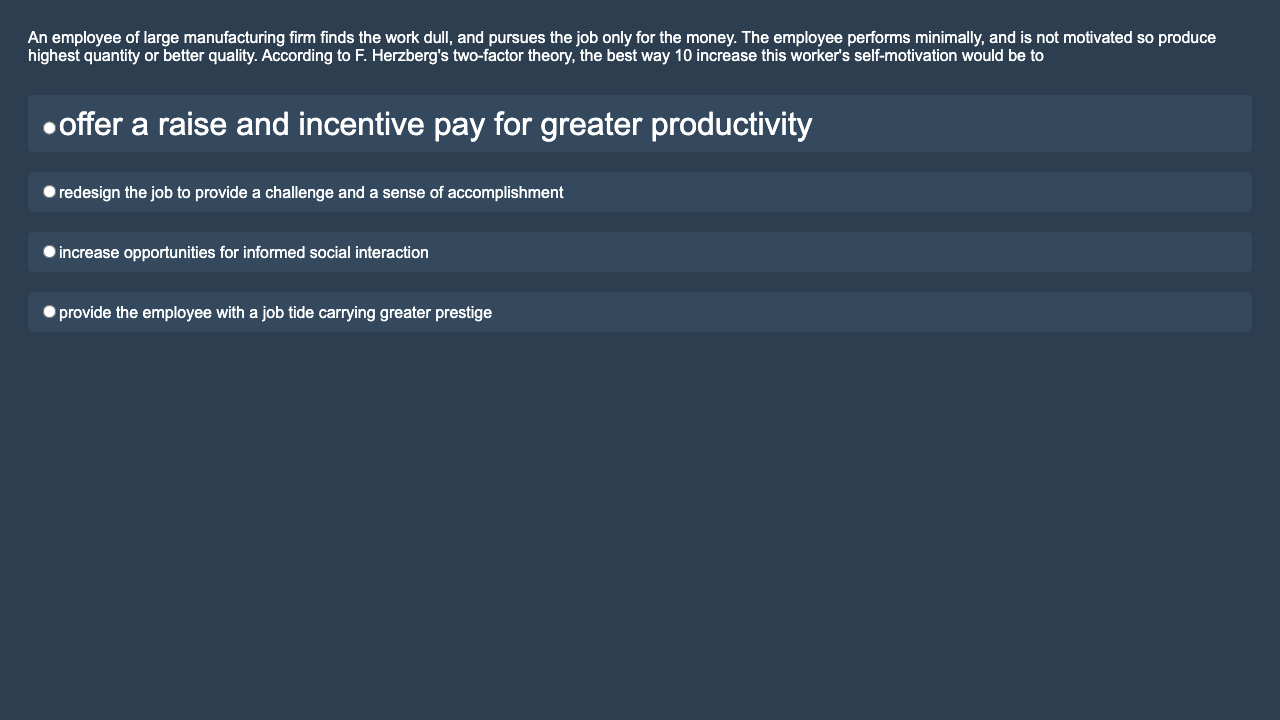 An employee of large manufacturing firm finds the work dull, and pursues the job only for the money. The employee performs minimally, and is not motivated so produce
highest quantity or better quality. According to F. Herzberg's two-factor theory, the best way 10 increase this worker's self-motivation would be to
offer a raise and incentive pay for greater productivity
redesign the job to provide a challenge and a sense of accomplishment
increase opportunities for informed social interaction
provide the employee with a job tide carrying greater prestige